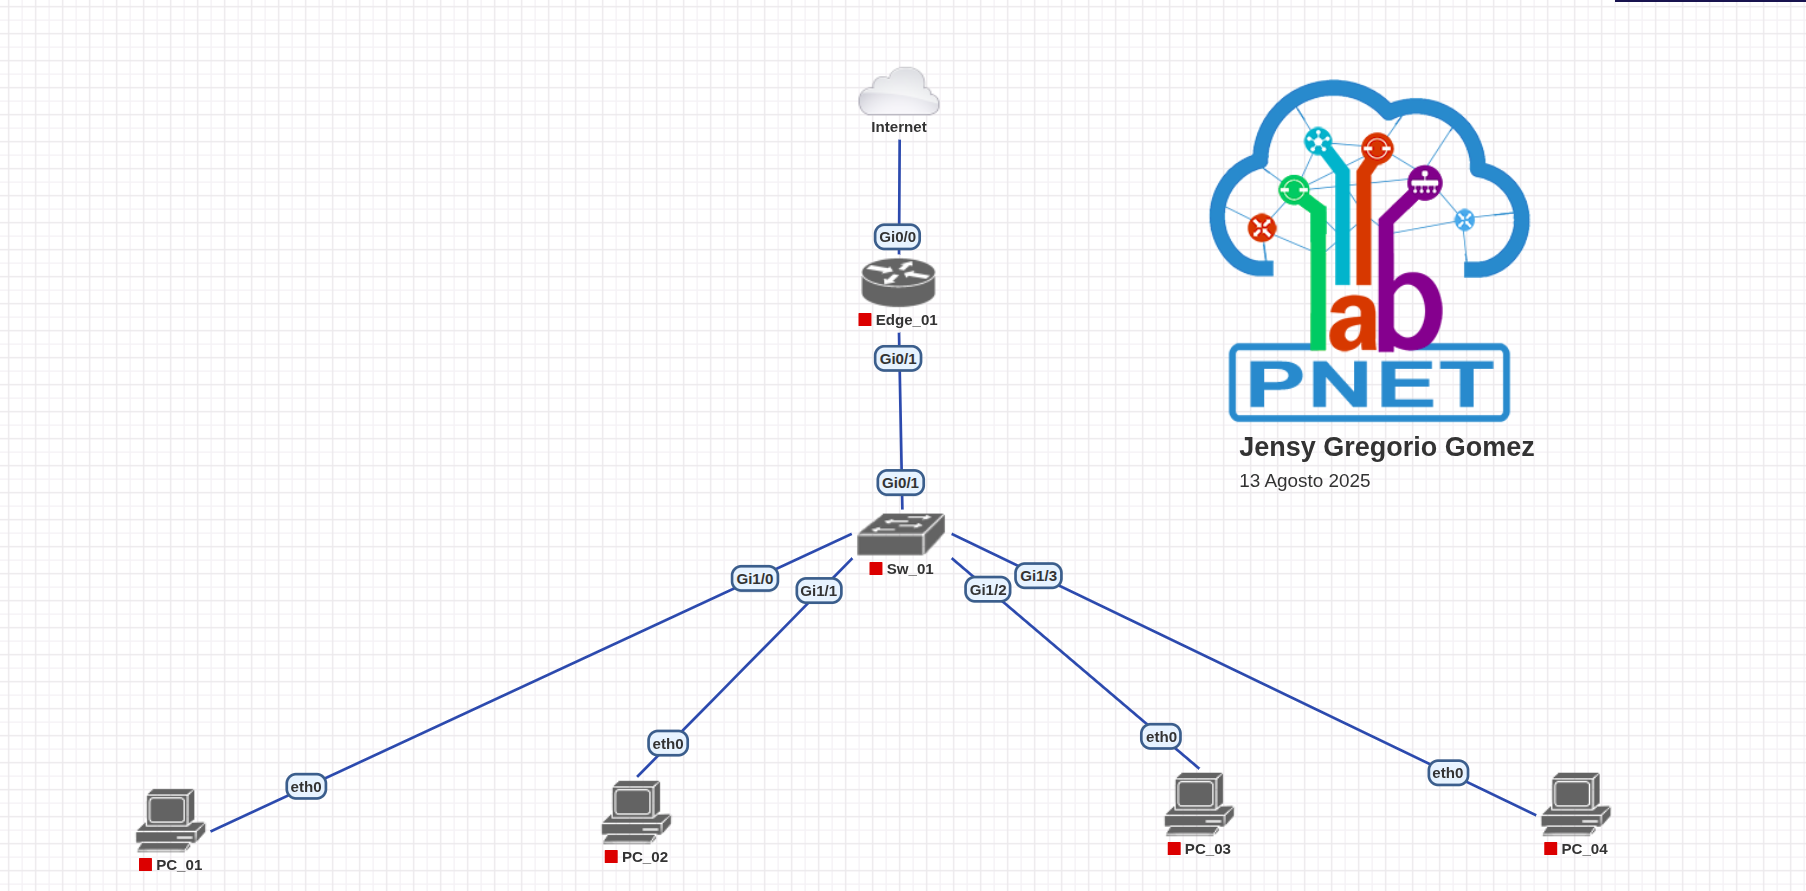 Internet
Gi0/0
Edge_01
Gi0/1
Gi0/1
Sw_01
Gi1/0
Gi1/1
Gi1/2
Gi1/3
eth0
eth0
eth0
eth0
PC_01
PC_02
PC_03
PC_04
lab
PNET
Jensy Gregorio Gomez
13 Agosto 2025